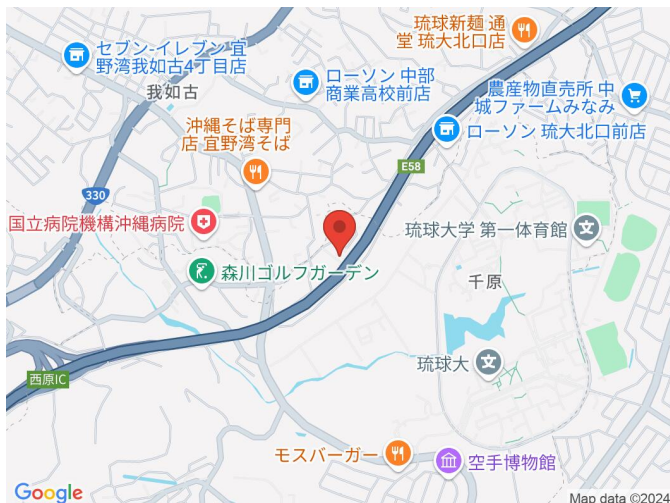 琉球新麺 通
堂 琉大北口店
セブン-イレブン 宜
野湾我如古4丁目店
我如古
ローソン 中部
商業高校前店
農産物直売所 中
城ファームみなみ
ローソン 琉大北口前店
沖縄そば専門
店 宜野湾そば
E58
330
国立病院機構沖縄病院
琉球大学 第一体育館
森川ゴルフガーデン
千原
琉球大
西原IC
モスバーガー
空手博物館
Google
Map data ©2024